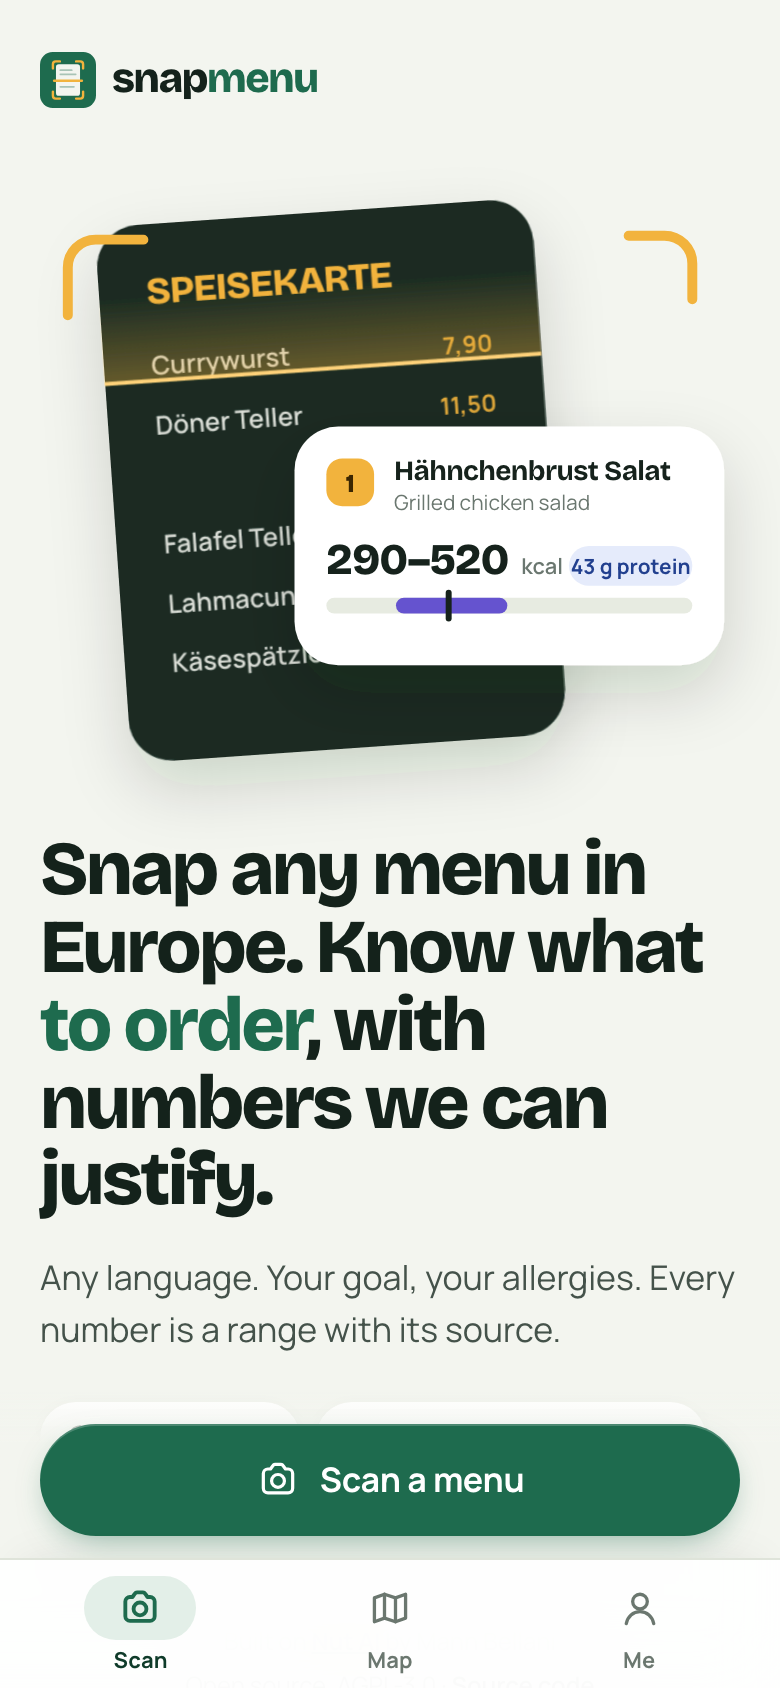 snapmenu
SPEISEKARTE
Currywurst 7,90
Döner Teller 11,50
Falafel Tell
Lahmacun
Käsespätzl
1 Hähnchenbrust Salat
Grilled chicken salad
290–520 kcal 43 g protein
Snap any menu in
Europe. Know what
to order, with
numbers we can
justify.
Any language. Your goal, your allergies. Every
number is a range with its source.
Scan a menu
Scan Map Me